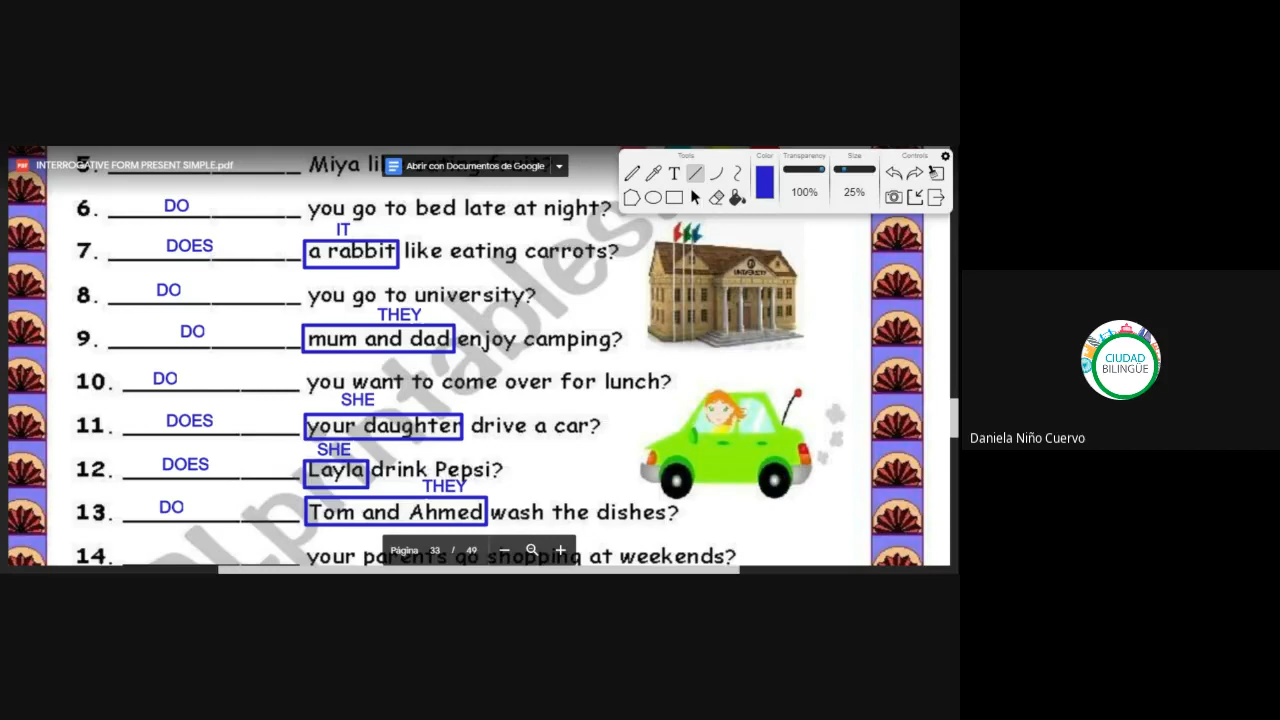 INTERROGATIVE FORM PRESENT SIMPLE.pdf
Abrir con Documentos de Google
Tools
Color
Transparency
Size
Controls
100%
25%
Miya
6. DO you go to bed late at night?
IT
7. DOES a rabbit like eating carrots?
8. DO you go to university?
THEY
9. DO mum and dad enjoy camping?
10. DO you want to come over for lunch?
SHE
11. DOES your daughter drive a car?
SHE
12. DOES Layla drink Pepsi?
THEY
13. DO Tom and Ahmed wash the dishes?
14. your parents go shopping at weekends?
Página 33 / 49
UNIVERSITY
CIUDAD
BILINGÜE
Daniela Niño Cuervo